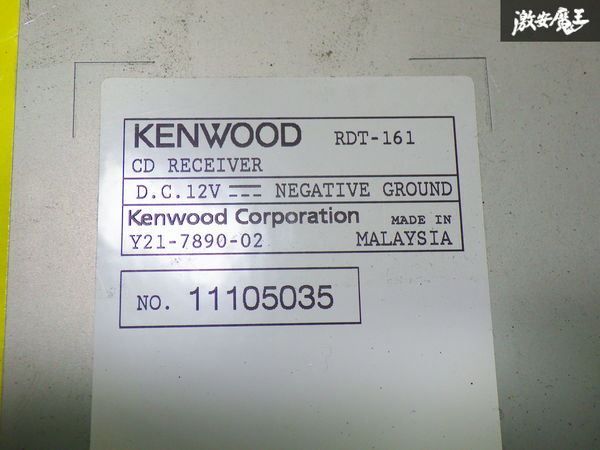 激安魔王
KENWOOD RDT-161
CD RECEIVER
D.C.12V NEGATIVE GROUND
Kenwood Corporation MADE IN
Y21-7890-02 MALAYSIA
NO. 11105035